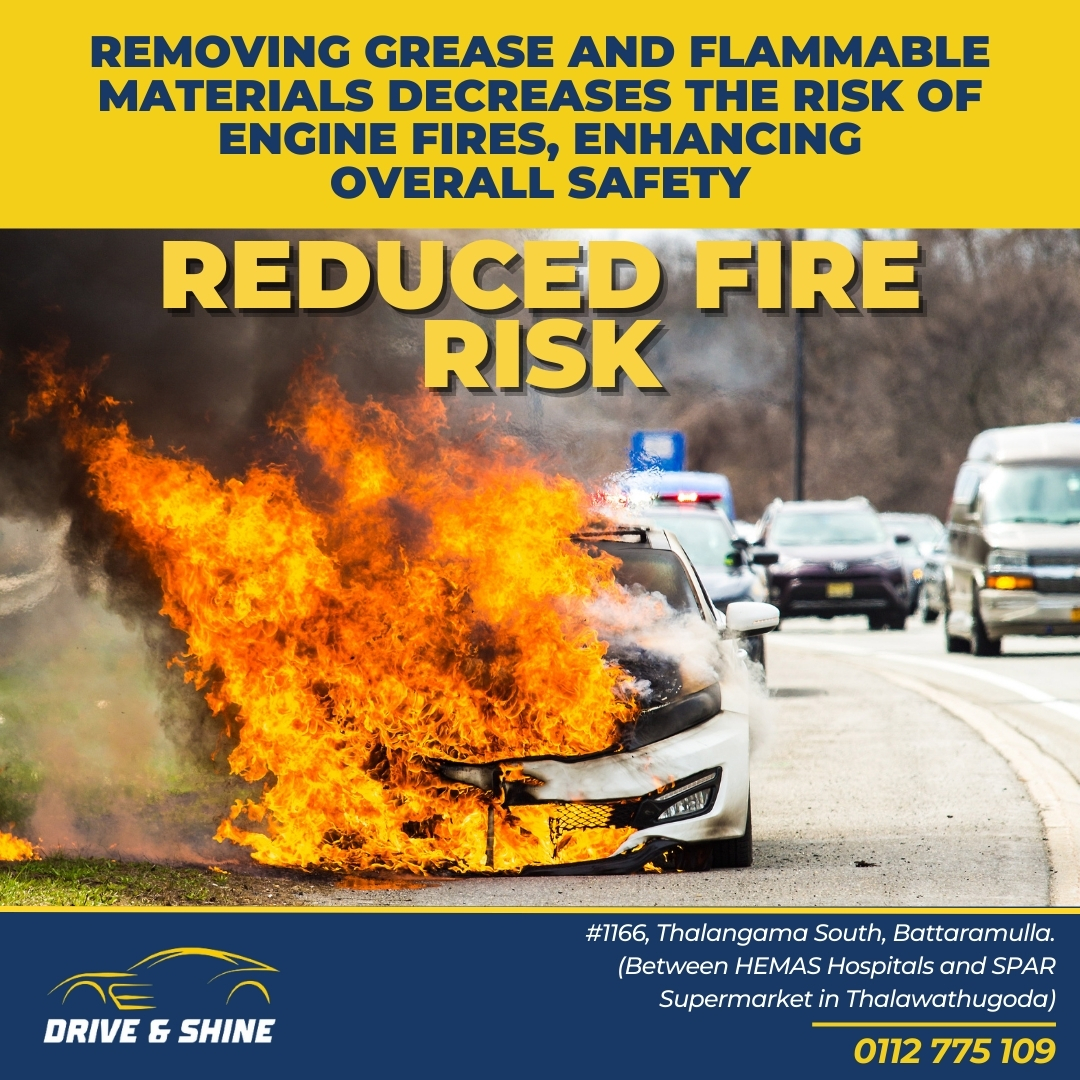 REMOVING GREASE AND FLAMMABLE
MATERIALS DECREASES THE RISK OF
ENGINE FIRES, ENHANCING
OVERALL SAFETY
REDUCED FIRE
RISK
#1166, Thalangama South, Battaramulla.
(Between HEMAS Hospitals and SPAR
Supermarket in Thalawathugoda)
0112 775 109
DRIVE & SHINE